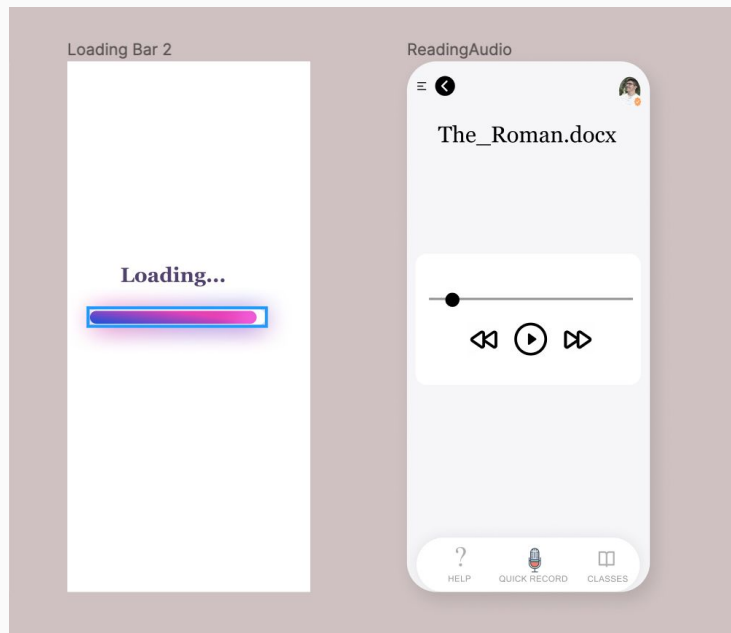 Loading Bar 2
Loading...
ReadingAudio
The_Roman.docx
?
HELP
QUICK RECORD
CLASSES